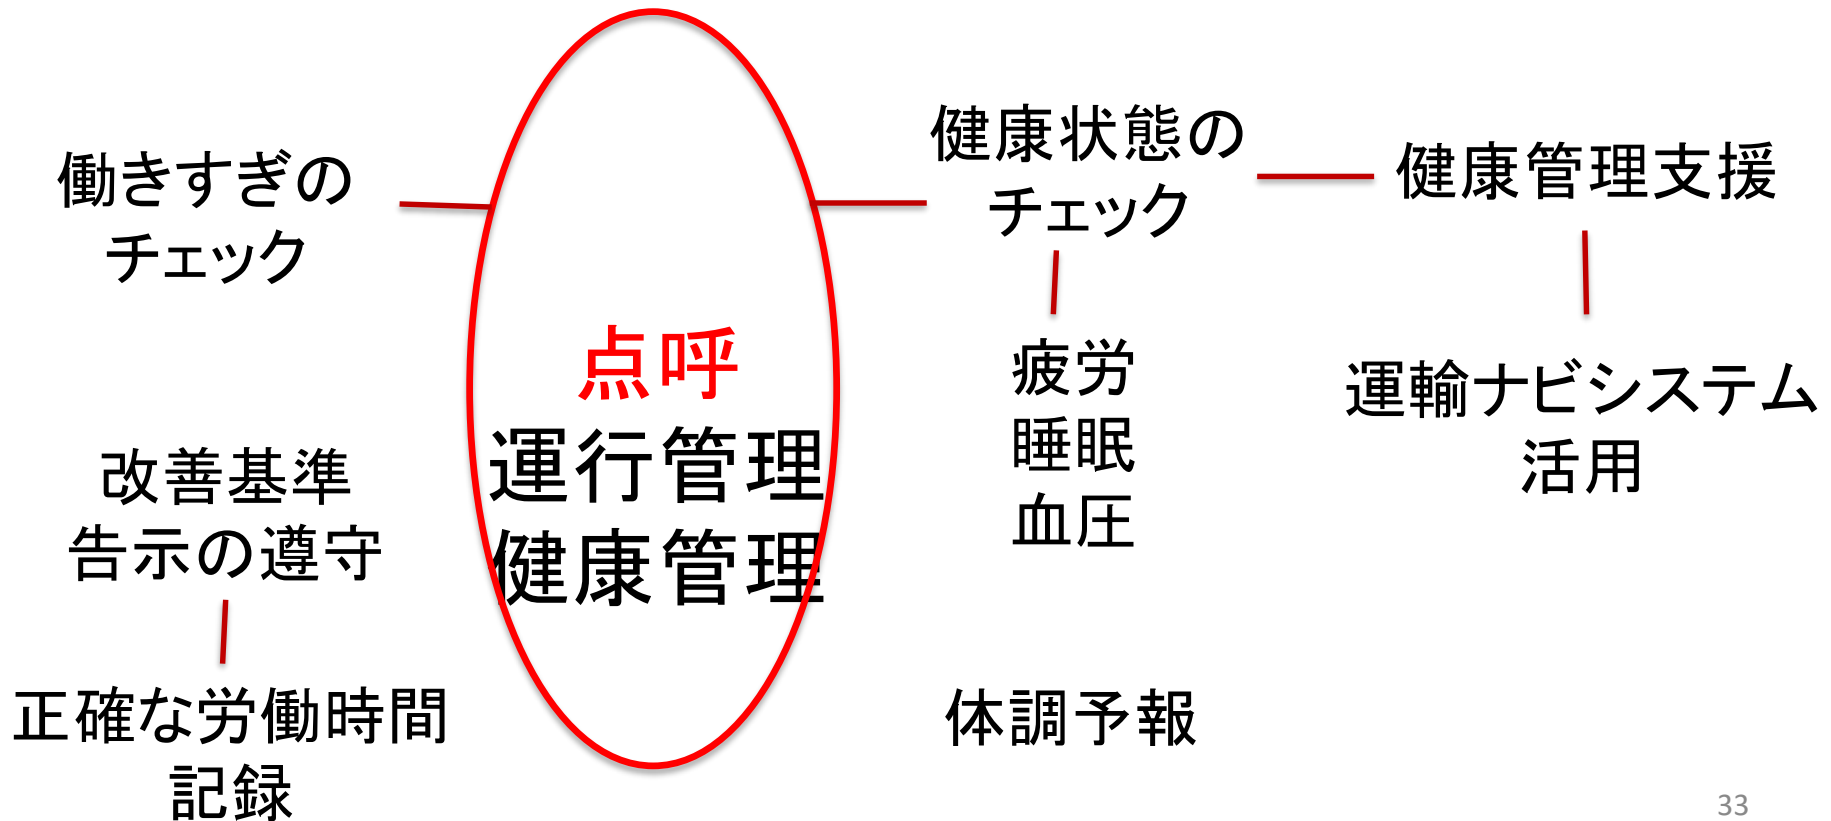 働きすぎの
チェック
改善基準
告示の遵守
正確な労働時間
記録
点呼
運行管理
健康管理
健康状態の
チェック
疲労
睡眠
血圧
体調予報
健康管理支援
運輸ナビシステム
活用
33